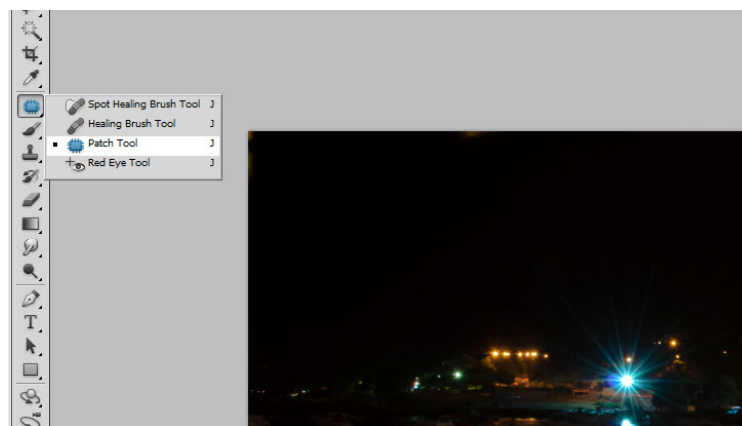 Spot Healing Brush Tool J
Healing Brush Tool J
Patch Tool J
Red Eye Tool J
T